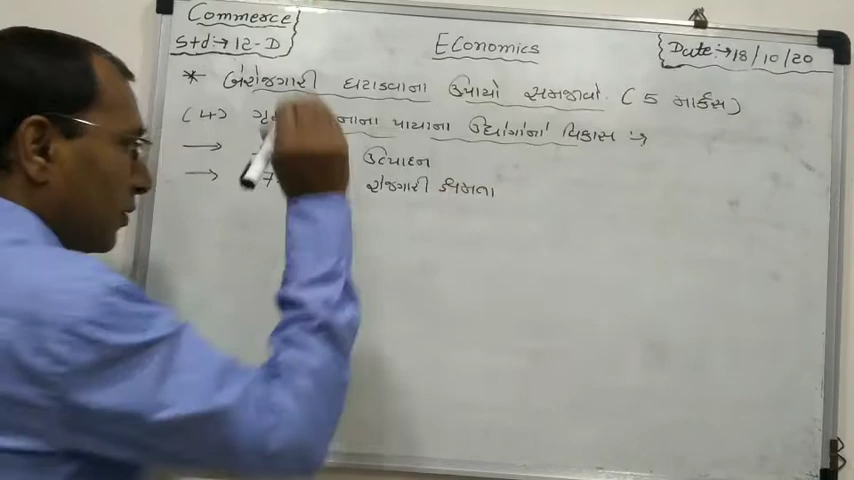 Commerce
Std:→ 12-D
Economics
Date:→ 18/10/20
* બેરોજગારી ઘટાડવાના ઉપાયો સમજાવો. (5 માર્કસ)
(4) નાના પાયાના ઉદ્યોગોનો વિકાસ :→
→ ઉત્પાદન
→ રોજગારી ક્ષમતા